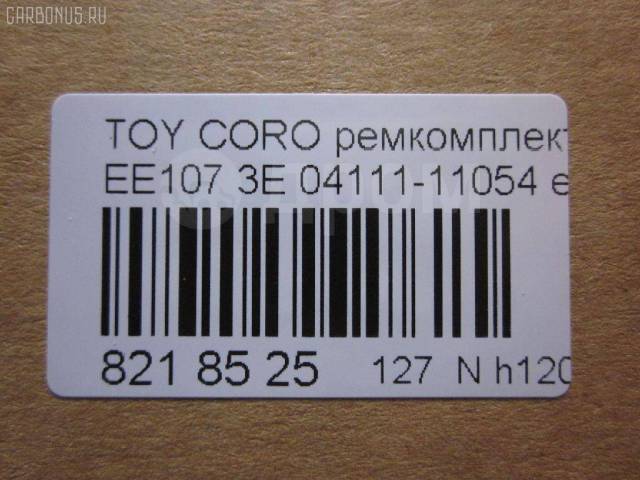 CARBONUS.RU
TOY CORO ремкомплект
EE107 3E 04111-11054 e
821 85 25 127 N h120